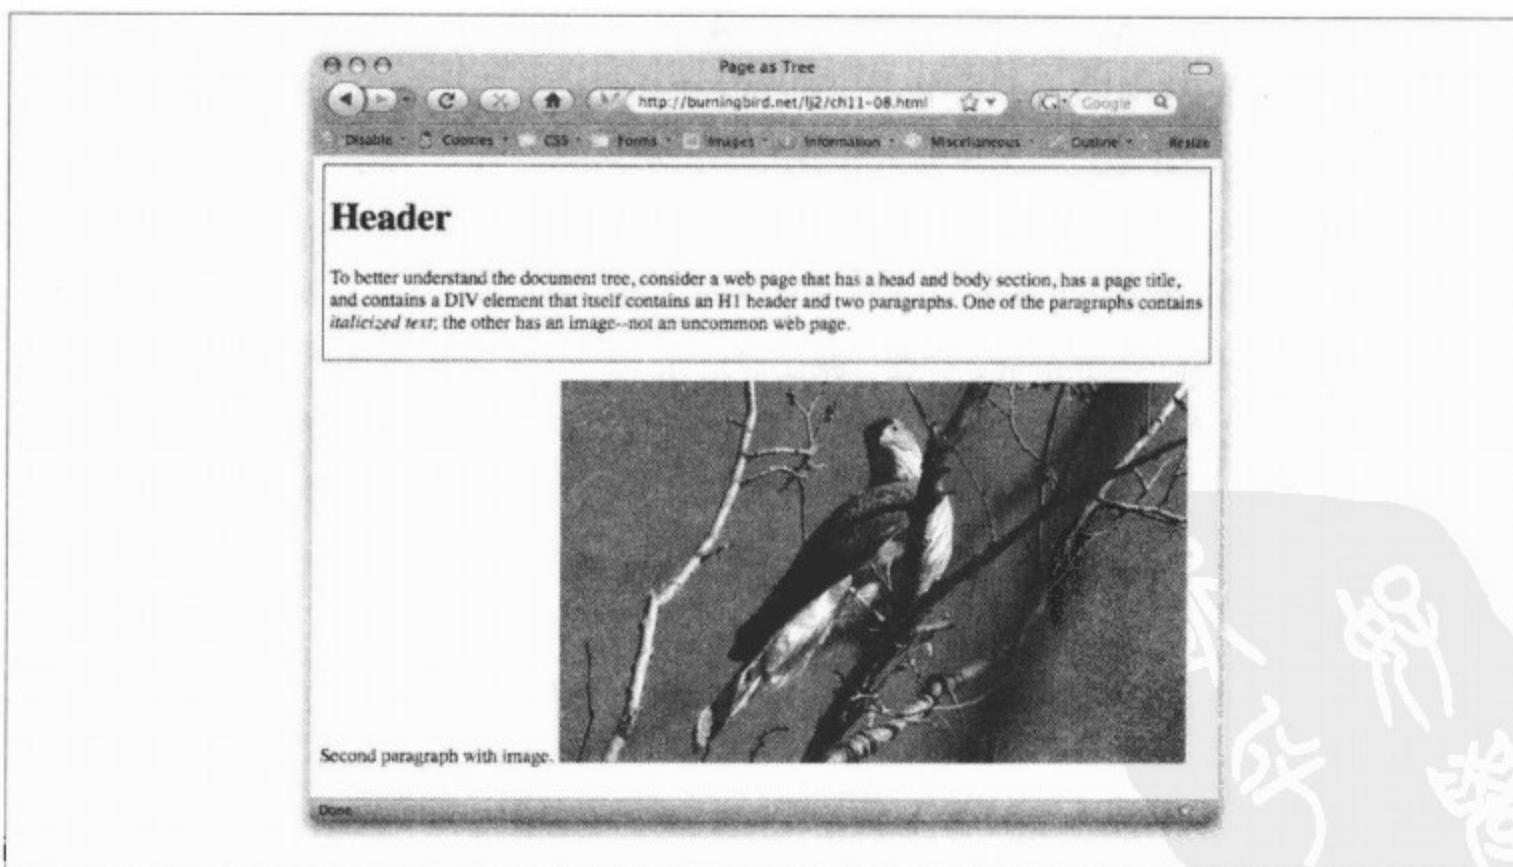 Page as Tree
http://burningbird.net/lj2/ch11-08.html
Google
Disable Cookies CSS Forms Images Information Miscellaneous Outline Resize
Header
To better understand the document tree, consider a web page that has a head and body section, has a page title,
and contains a DIV element that itself contains an H1 header and two paragraphs. One of the paragraphs contains
italicized text; the other has an image--not an uncommon web page.
Second paragraph with image.
Done